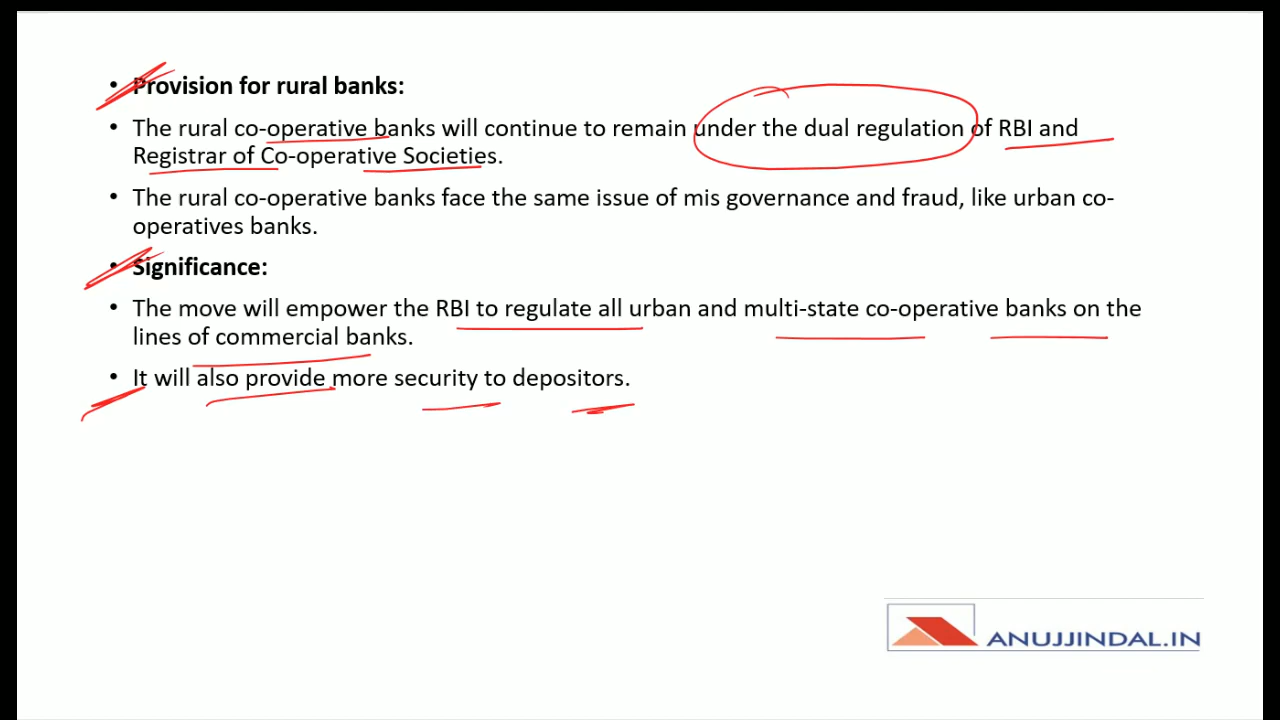 • Provision for rural banks:
• The rural co-operative banks will continue to remain under the dual regulation of RBI and
Registrar of Co-operative Societies.
• The rural co-operative banks face the same issue of mis governance and fraud, like urban co-
operatives banks.
• Significance:
• The move will empower the RBI to regulate all urban and multi-state co-operative banks on the
lines of commercial banks.
• It will also provide more security to depositors.
ANUJJINDAL.IN